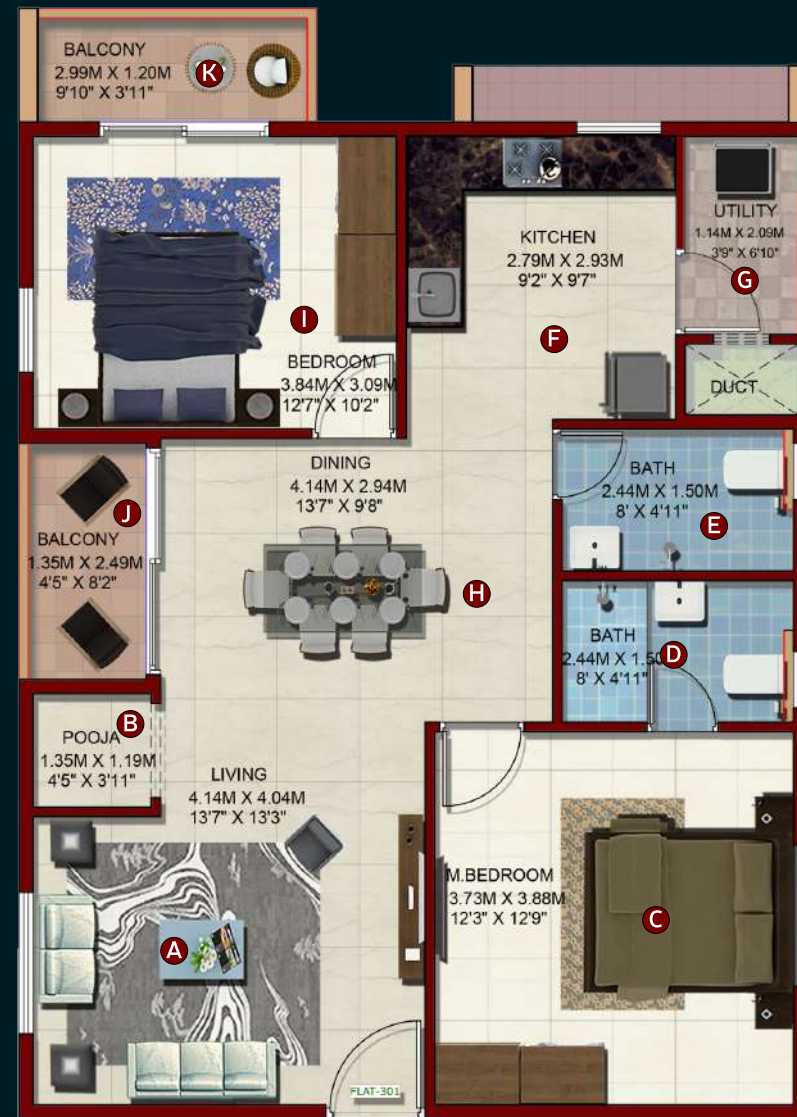 BALCONY
2.99M X 1.20M
9'10" X 3'11"
K
UTILITY
1.14M X 2.09M
3'9" X 6'10"
G
KITCHEN
2.79M X 2.93M
9'2" X 9'7"
F
I
BEDROOM
3.84M X 3.09M
12'7" X 10'2"
DUCT
DINING
4.14M X 2.94M
13'7" X 9'8"
H
BATH
2.44M X 1.50M
8' X 4'11"
E
J
BALCONY
1.35M X 2.49M
4'5" X 8'2"
BATH
2.44M X 1.50
8' X 4'11"
D
B
POOJA
1.35M X 1.19M
4'5" X 3'11"
LIVING
4.14M X 4.04M
13'7" X 13'3"
A
M.BEDROOM
3.73M X 3.88M
12'3" X 12'9"
C
FLAT-301